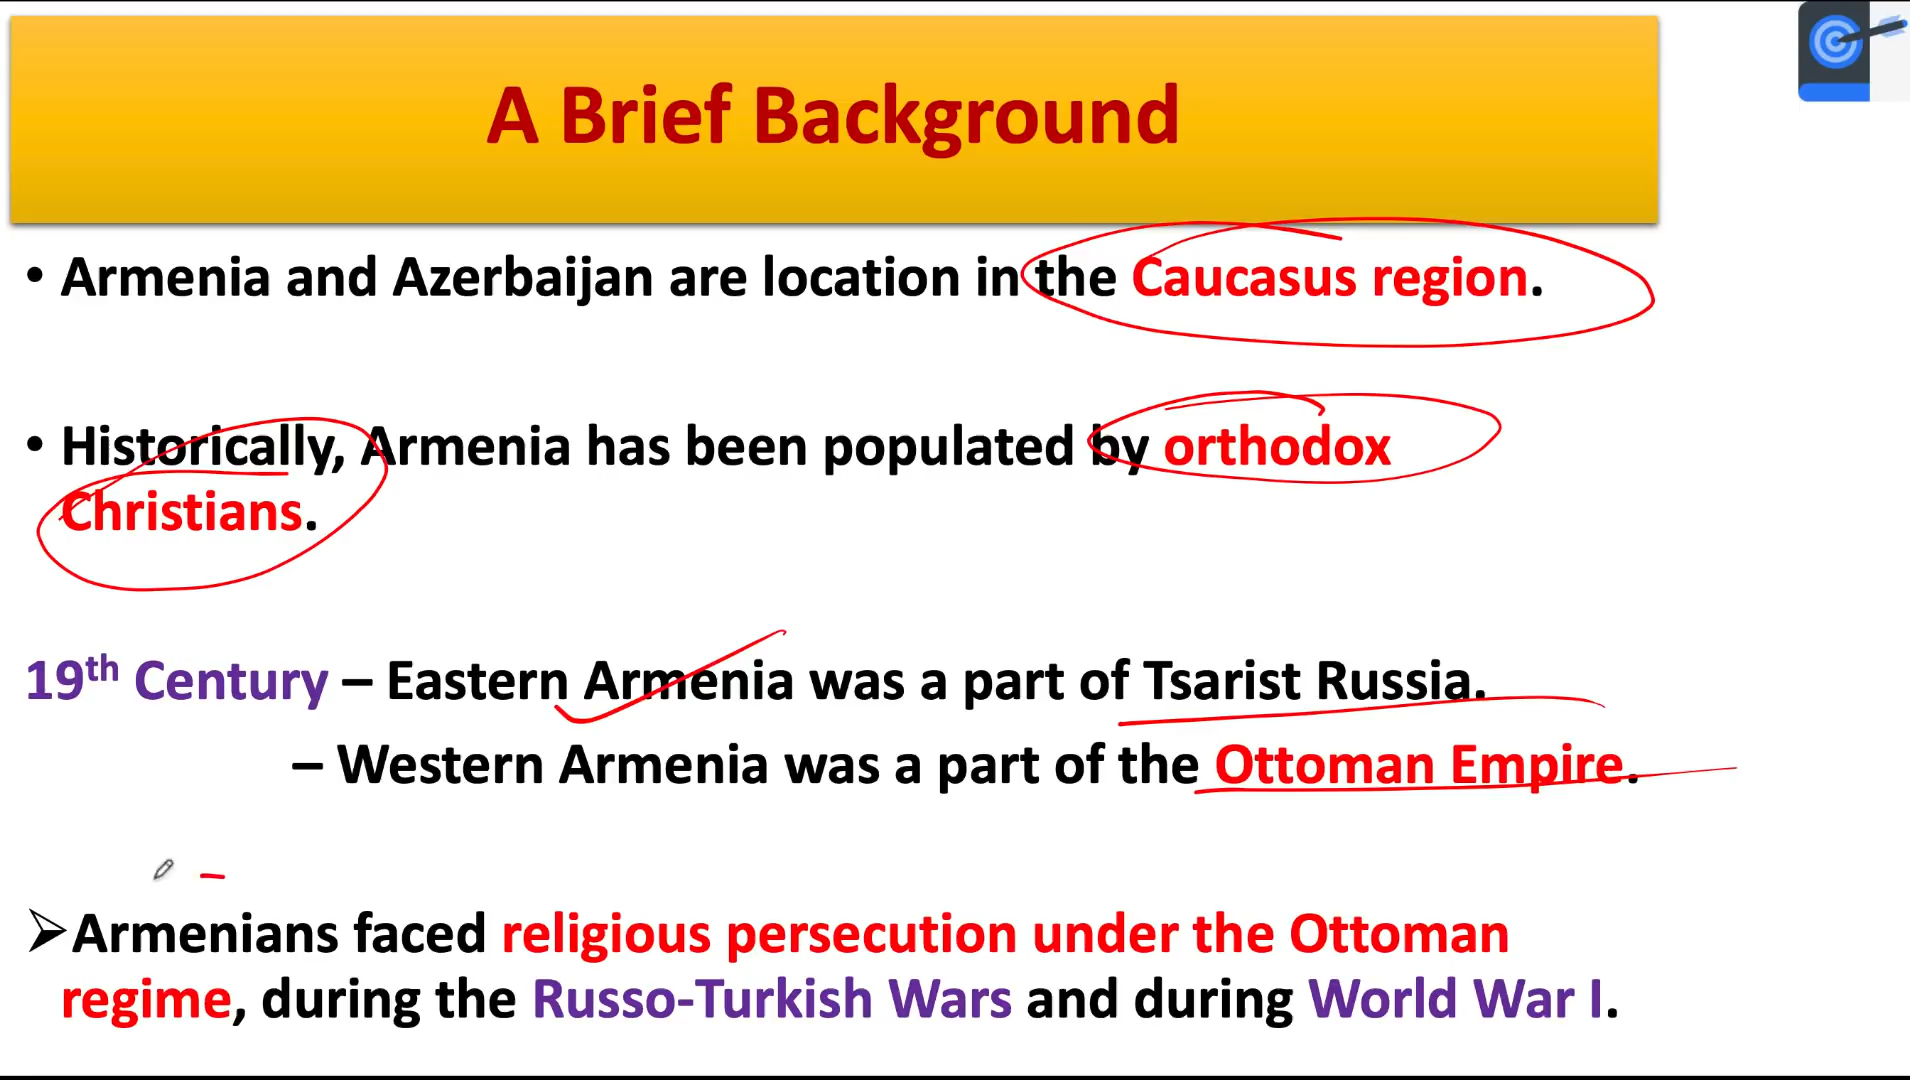 A Brief Background
• Armenia and Azerbaijan are location in the Caucasus region.
• Historically, Armenia has been populated by orthodox
Christians.
19th Century – Eastern Armenia was a part of Tsarist Russia.
– Western Armenia was a part of the Ottoman Empire.
➢Armenians faced religious persecution under the Ottoman
regime, during the Russo-Turkish Wars and during World War I.